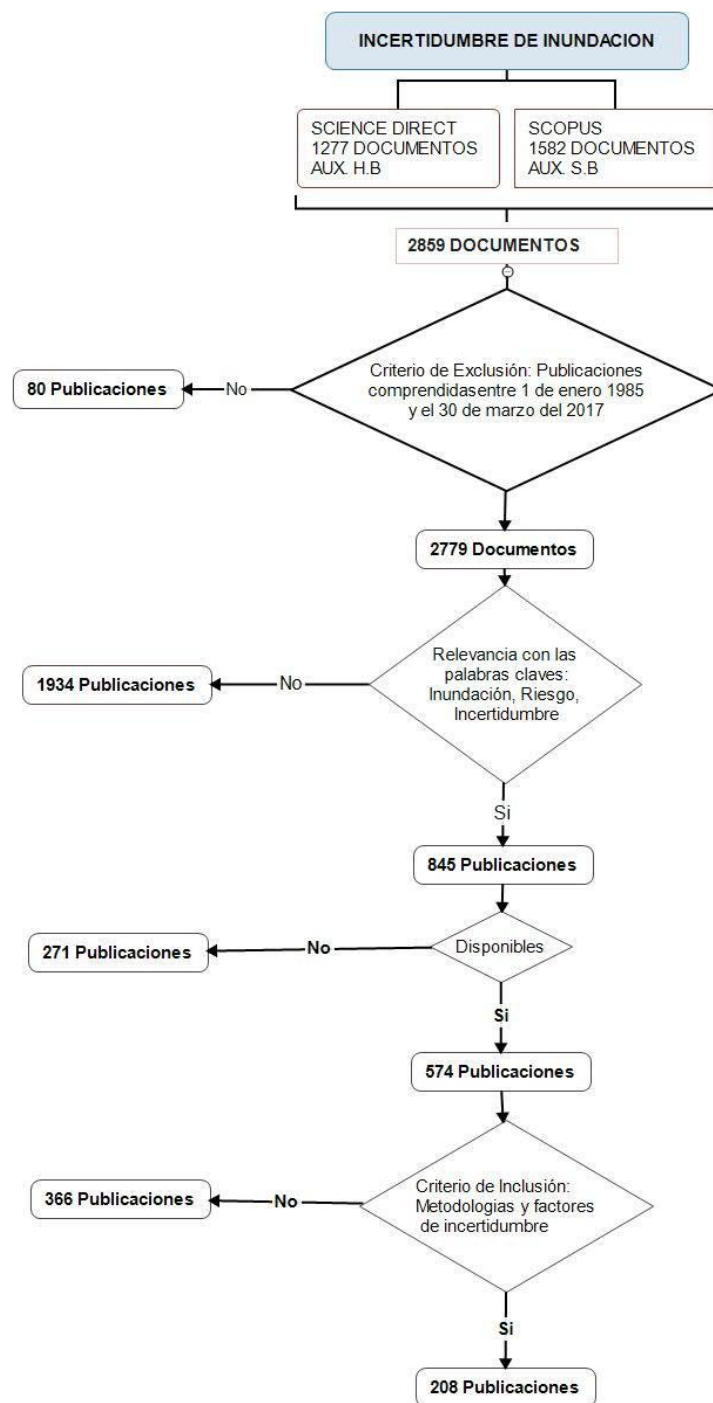 INCERTIDUMBRE DE INUNDACION
SCIENCE DIRECT
1277 DOCUMENTOS
AUX. H.B
SCOPUS
1582 DOCUMENTOS
AUX. S.B
2859 DOCUMENTOS
Criterio de Exclusión: Publicaciones
comprendidasentre 1 de enero 1985
y el 30 de marzo del 2017
No
80 Publicaciones
2779 Documentos
Relevancia con las
palabras claves:
Inundación, Riesgo,
Incertidumbre
No
1934 Publicaciones
Si
845 Publicaciones
Disponibles
No
271 Publicaciones
Si
574 Publicaciones
Criterio de Inclusión:
Metodologias y factores
de incertidumbre
No
366 Publicaciones
Si
208 Publicaciones